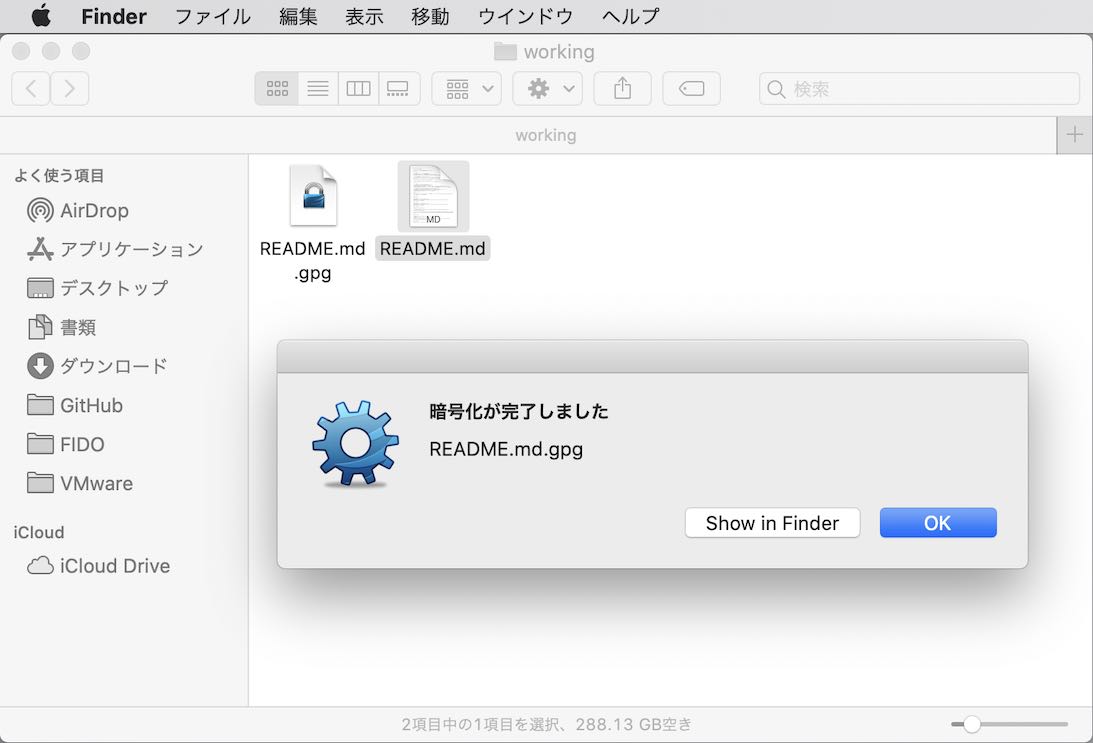 Finder ファイル 編集 表示 移動 ウインドウ ヘルプ
working
検索
working
よく使う項目
AirDrop
アプリケーション
デスクトップ
書類
ダウンロード
GitHub
FIDO
VMware
iCloud
iCloud Drive
README.md
.gpg
MD
README.md
暗号化が完了しました
README.md.gpg
Show in Finder
OK
2項目中の1項目を選択、288.13 GB空き